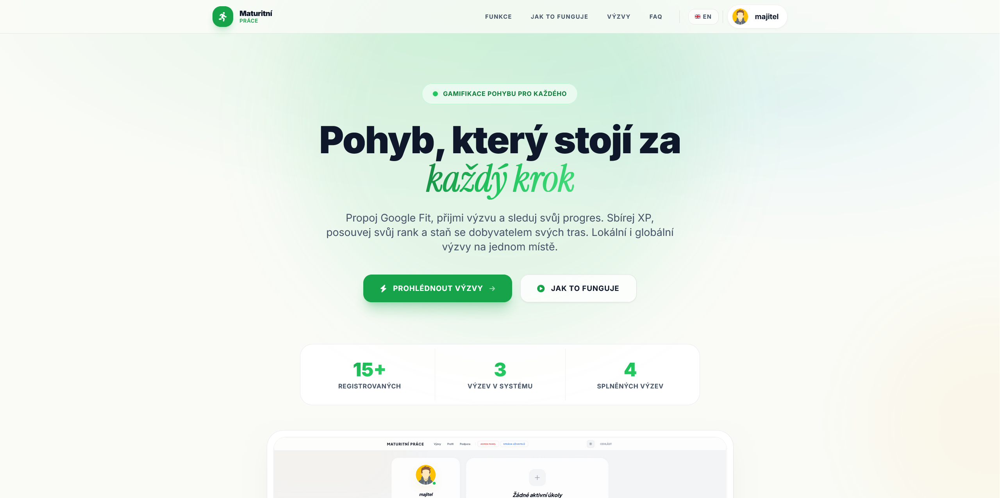 Maturitní
PRÁCE
FUNKCE
JAK TO FUNGUJE
VÝZVY
FAQ
EN
majitel
GAMIFIKACE POHYBU PRO KAŽDÉHO
Pohyb, který stojí za
každý krok
Propoj Google Fit, přijmi výzvu a sleduj svůj progres. Sbírej XP,
posouvej svůj rank a staň se dobyvatelem svých tras. Lokální i globální
výzvy na jednom místě.
PROHLÉDNOUT VÝZVY
JAK TO FUNGUJE
15+
REGISTROVANÝCH
3
VÝZEV V SYSTÉMU
4
SPLNĚNÝCH VÝZEV
MATURITNÍ PRÁCE
Výzvy
Profil
Podpora
ADMIN PANEL
SPRÁVA UŽIVATELŮ
ODHLÁSIT
majitel
Žádné aktivní úkoly